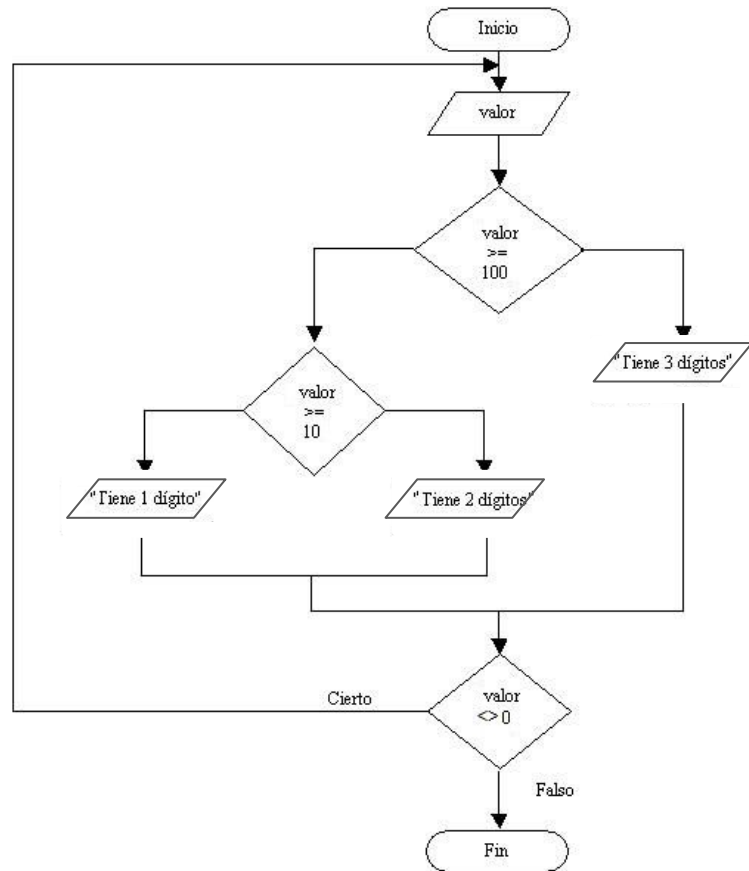 Inicio
valor
valor
>=
100
"Tiene 3 dígitos"
valor
>=
10
"Tiene 1 dígito"
"Tiene 2 dígitos"
Cierto
valor
<> 0
Falso
Fin